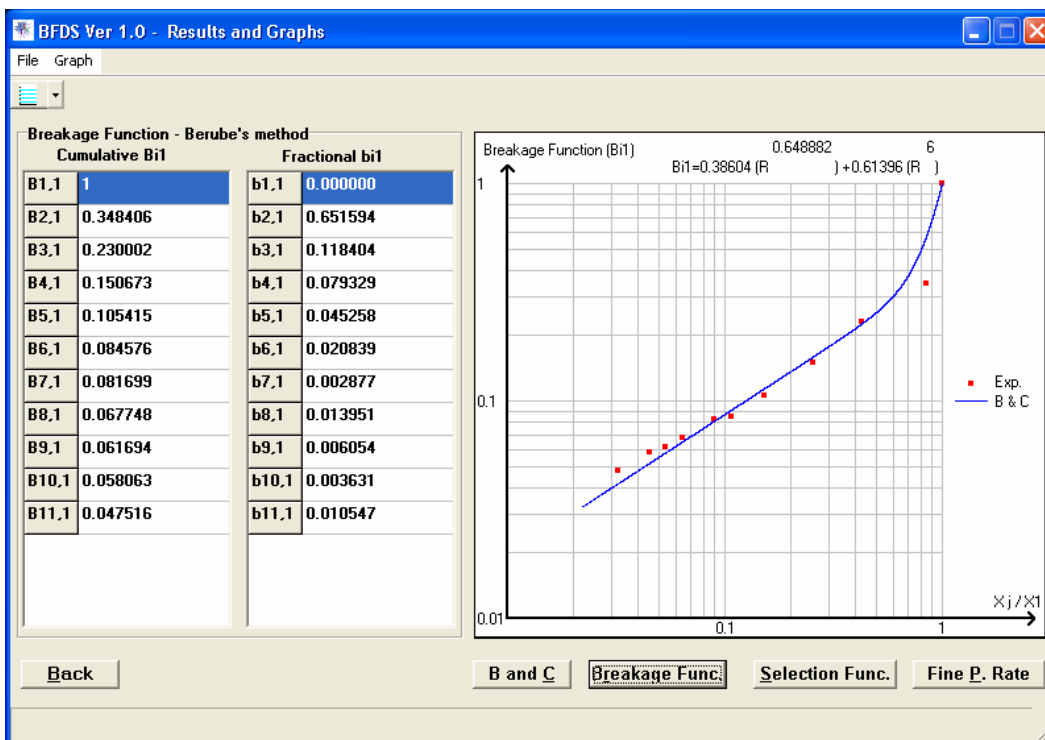 BFDS Ver 1.0 - Results and Graphs
File Graph
Breakage Function - Berube's method
Cumulative Bi1 Fractional bi1
B1,1 1 b1,1 0.000000
B2,1 0.348406 b2,1 0.651594
B3,1 0.230002 b3,1 0.118404
B4,1 0.150673 b4,1 0.079329
B5,1 0.105415 b5,1 0.045258
B6,1 0.084576 b6,1 0.020839
B7,1 0.081699 b7,1 0.002877
B8,1 0.067748 b8,1 0.013951
B9,1 0.061694 b9,1 0.006054
B10,1 0.058063 b10,1 0.003631
B11,1 0.047516 b11,1 0.010547
Breakage Function (Bi1)
0.648882 6
Bi1=0.38604 (R ) +0.61396 (R )
1
0.1
0.01
0.1 1
Xj/X1
Exp.
B & C
Back
B and C
Breakage Func.
Selection Func.
Fine P. Rate